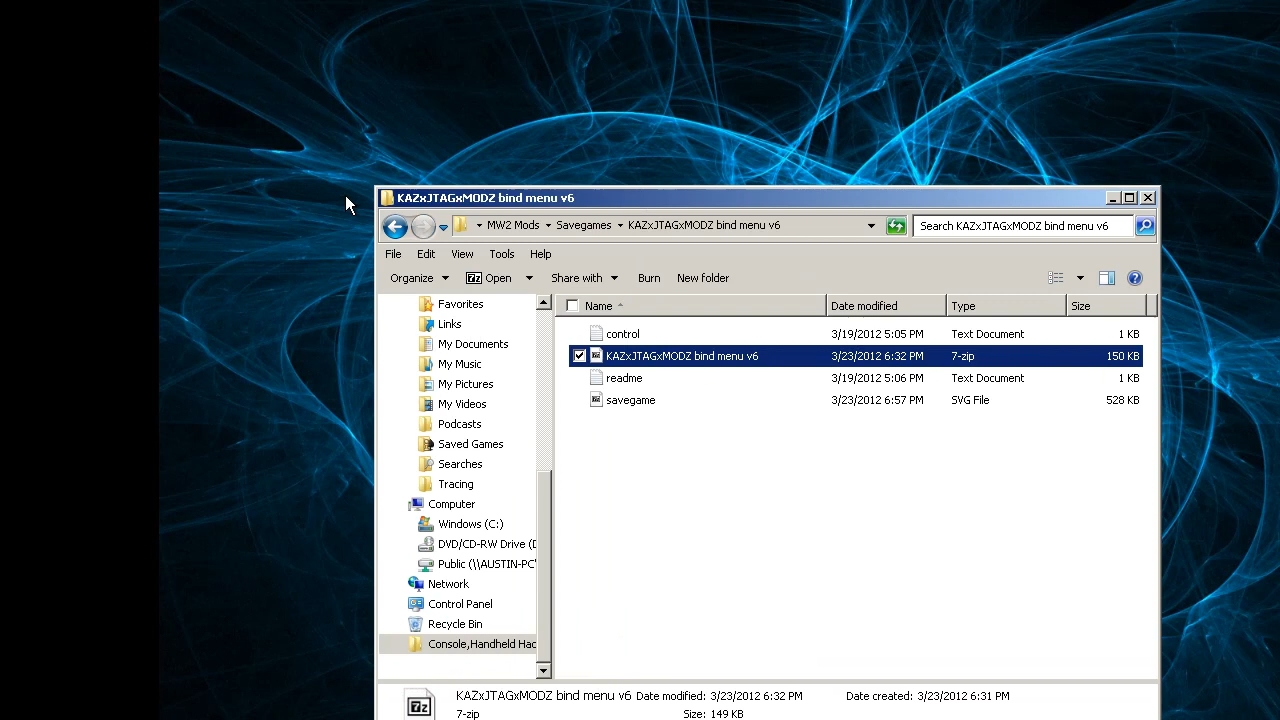 KAZxJTAGxMODZ bind menu v6
MW2 Mods Savegames KAZxJTAGxMODZ bind menu v6 Search KAZxJTAGxMODZ bind menu v6
File Edit View Tools Help
Organize 7z Open Share with Burn New folder
Name Date modified Type Size
Favorites
Links
My Documents
My Music
My Pictures
My Videos
Podcasts
Saved Games
Searches
Tracing
Computer
Windows (C:)
DVD/CD-RW Drive (D
Public (\\AUSTIN-PC
Network
Control Panel
Recycle Bin
Console,Handheld Hac
control 3/19/2012 5:05 PM Text Document 1 KB
KAZxJTAGxMODZ bind menu v6 3/23/2012 6:32 PM 7-zip 150 KB
readme 3/19/2012 5:06 PM Text Document 1 KB
savegame 3/23/2012 6:57 PM SVG File 528 KB
7z
KAZxJTAGxMODZ bind menu v6 Date modified: 3/23/2012 6:32 PM Date created: 3/23/2012 6:31 PM
7-zip Size: 149 KB